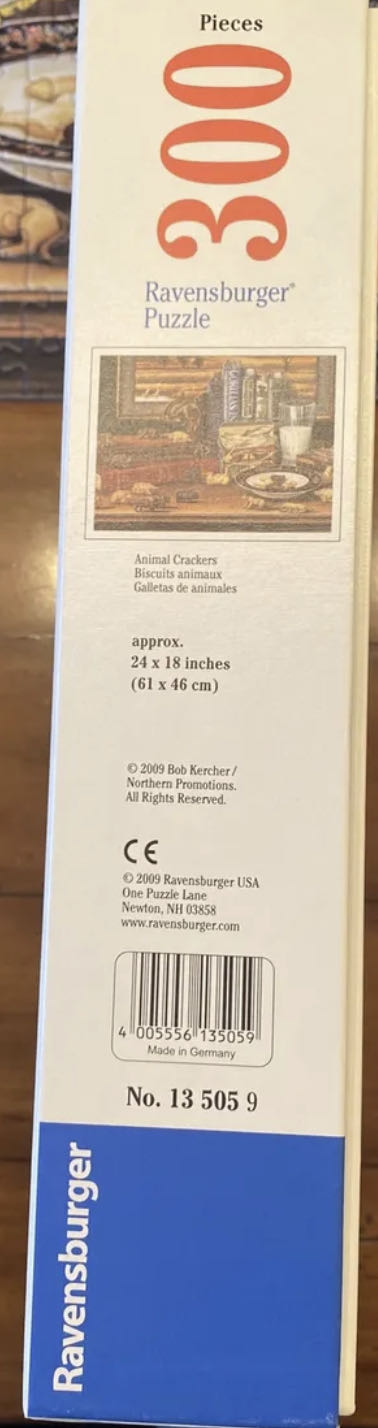 Pieces
300
Ravensburger®
Puzzle
Animal Crackers
Biscuits animaux
Galletas de animales
approx.
24 x 18 inches
(61 x 46 cm)
© 2009 Bob Kercher/
Northern Promotions.
All Rights Reserved.
CE
© 2009 Ravensburger USA
One Puzzle Lane
Newton, NH 03858
www.ravensburger.com
4 005556 135059
Made in Germany
No. 13 505 9
Ravensburger